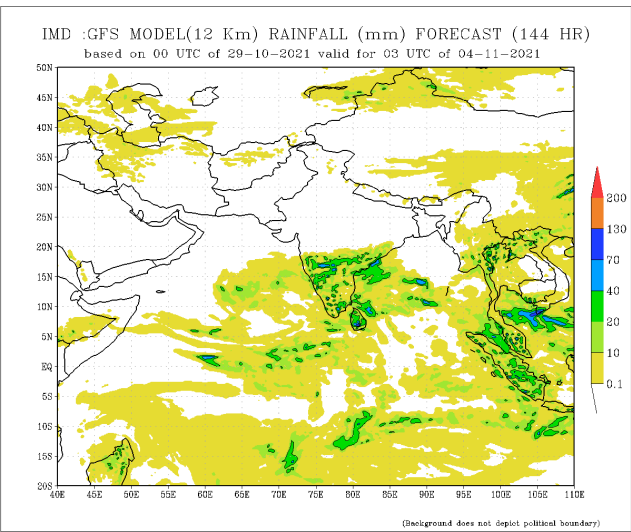 IMD :GFS MODEL(12 Km) RAINFALL (mm) FORECAST (144 HR)
based on 00 UTC of 29-10-2021 valid for 03 UTC of 04-11-2021
50N
45N
40N
35N
30N
25N
20N
15N
10N
5N
EQ
5S
10S
15S
20S
40E 45E 50E 55E 60E 65E 70E 75E 80E 85E 90E 95E 100E 105E 110E
200
130
70
40
20
10
0.1
(Background does not depict political boundary)